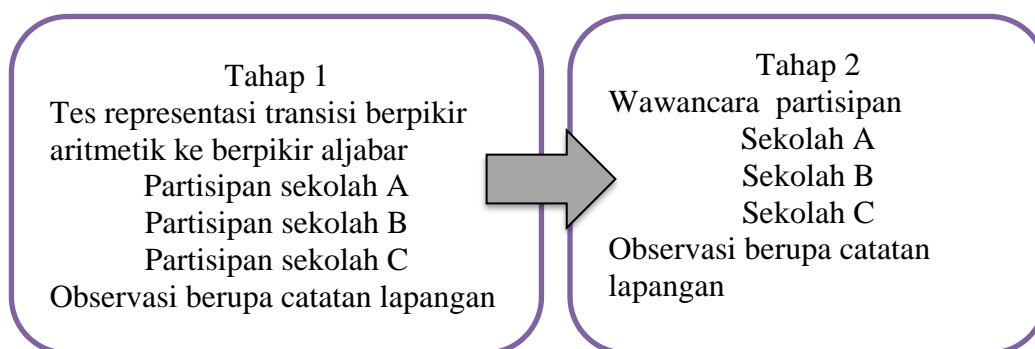 Tahap 1
Tes representasi transisi berpikir
aritmetik ke berpikir aljabar
Partisipan sekolah A
Partisipan sekolah B
Partisipan sekolah C
Observasi berupa catatan lapangan
Tahap 2
Wawancara partisipan
Sekolah A
Sekolah B
Sekolah C
Observasi berupa catatan
lapangan